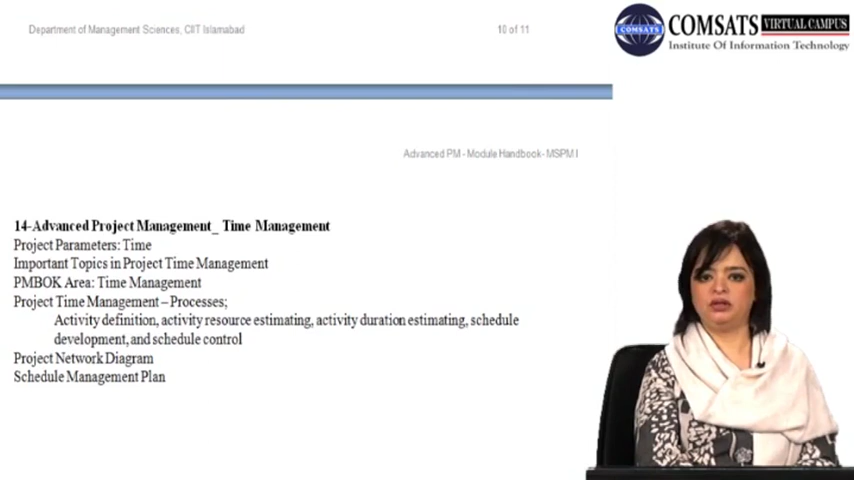 Department of Management Sciences, CIIT Islamabad
10 of 11
COMSATS VIRTUAL CAMPUS
COMSATS
Institute Of Information Technology
Advanced PM - Module Handbook- MSPM I
14-Advanced Project Management_ Time Management
Project Parameters: Time
Important Topics in Project Time Management
PMBOK Area: Time Management
Project Time Management – Processes;
Activity definition, activity resource estimating, activity duration estimating, schedule
development, and schedule control
Project Network Diagram
Schedule Management Plan